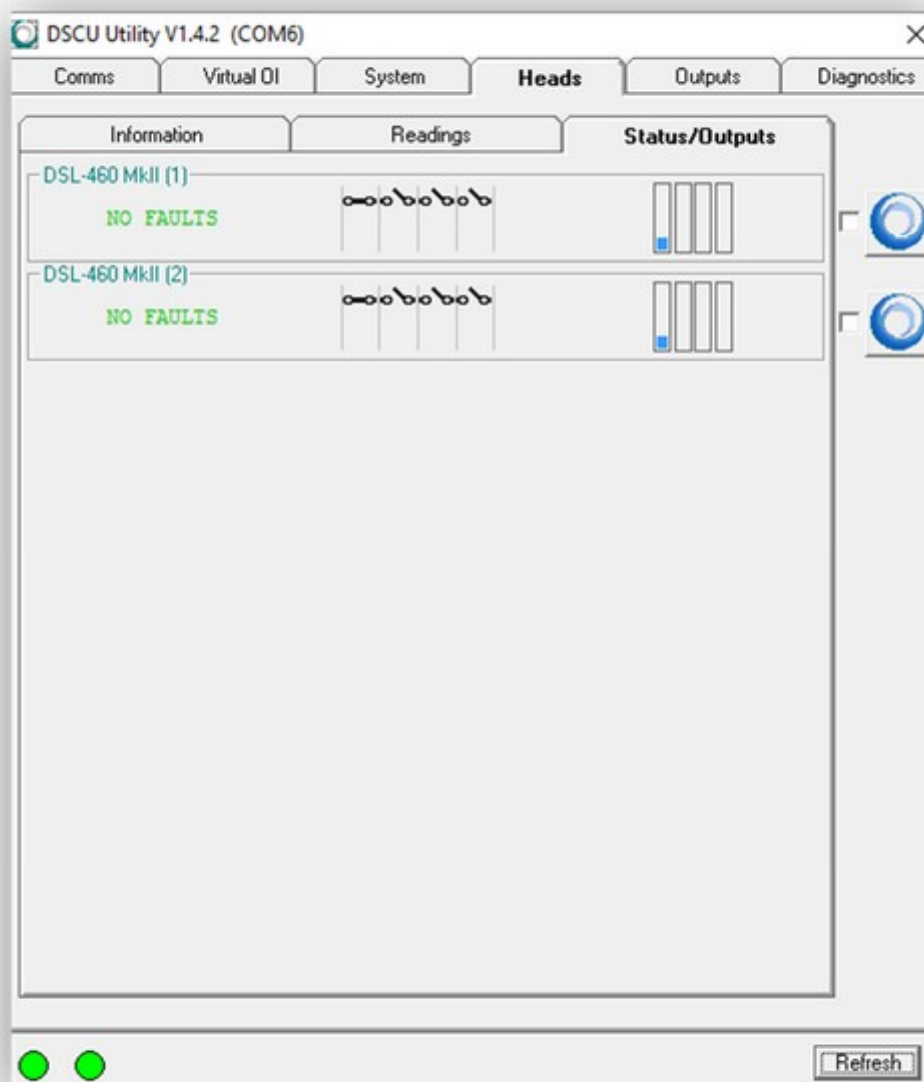 DSCU Utility V1.4.2 (COM6)
Comms Virtual OI System Heads Outputs Diagnostics
Information Readings Status/Outputs
DSL-460 MkII (1)
NO FAULTS
DSL-460 MkII (2)
NO FAULTS
Refresh